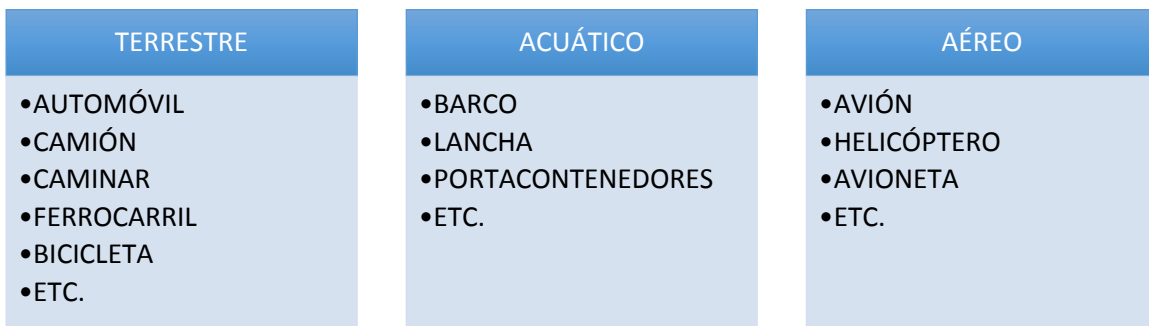 TERRESTRE
•AUTOMÓVIL
•CAMIÓN
•CAMINAR
•FERROCARRIL
•BICICLETA
•ETC.
ACUÁTICO
•BARCO
•LANCHA
•PORTACONTENEDORES
•ETC.
AÉREO
•AVIÓN
•HELICÓPTERO
•AVIONETA
•ETC.